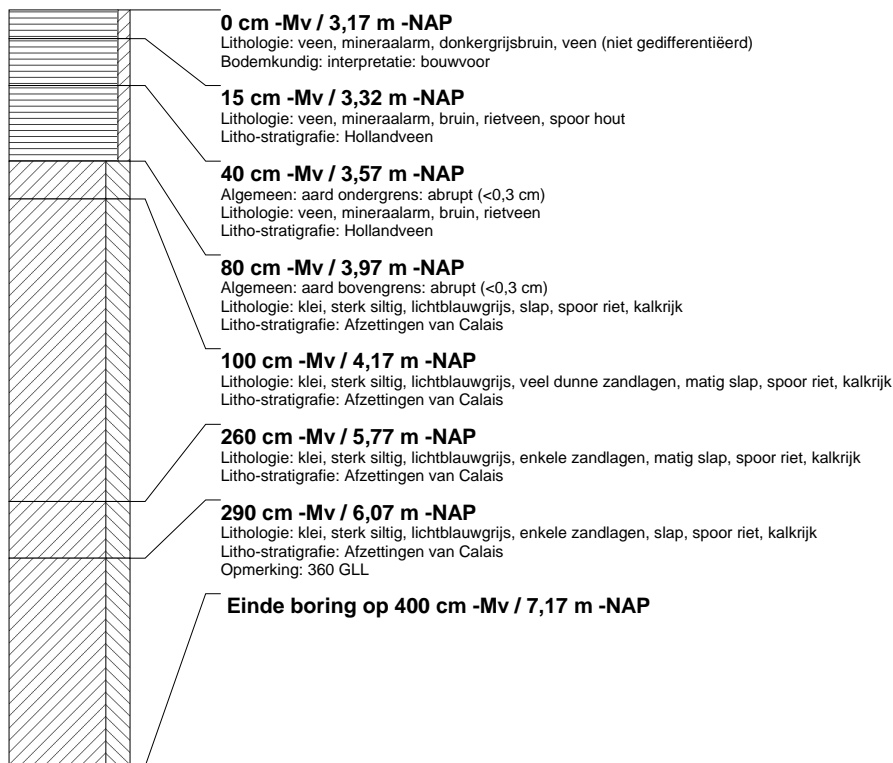 0 cm -Mv / 3,17 m -NAP
Lithologie: veen, mineraalarm, donkergrijsbruin, veen (niet gedifferentiëerd)
Bodemkundig: interpretatie: bouwvoor
15 cm -Mv / 3,32 m -NAP
Lithologie: veen, mineraalarm, bruin, rietveen, spoor hout
Litho-stratigrafie: Hollandveen
40 cm -Mv / 3,57 m -NAP
Algemeen: aard ondergrens: abrupt (<0,3 cm)
Lithologie: veen, mineraalarm, bruin, rietveen
Litho-stratigrafie: Hollandveen
80 cm -Mv / 3,97 m -NAP
Algemeen: aard bovengrens: abrupt (<0,3 cm)
Lithologie: klei, sterk siltig, lichtblauwgrijs, slap, spoor riet, kalkrijk
Litho-stratigrafie: Afzettingen van Calais
100 cm -Mv / 4,17 m -NAP
Lithologie: klei, sterk siltig, lichtblauwgrijs, veel dunne zandlagen, matig slap, spoor riet, kalkrijk
Litho-stratigrafie: Afzettingen van Calais
260 cm -Mv / 5,77 m -NAP
Lithologie: klei, sterk siltig, lichtblauwgrijs, enkele zandlagen, matig slap, spoor riet, kalkrijk
Litho-stratigrafie: Afzettingen van Calais
290 cm -Mv / 6,07 m -NAP
Lithologie: klei, sterk siltig, lichtblauwgrijs, enkele zandlagen, slap, spoor riet, kalkrijk
Litho-stratigrafie: Afzettingen van Calais
Opmerking: 360 GLL
Einde boring op 400 cm -Mv / 7,17 m -NAP